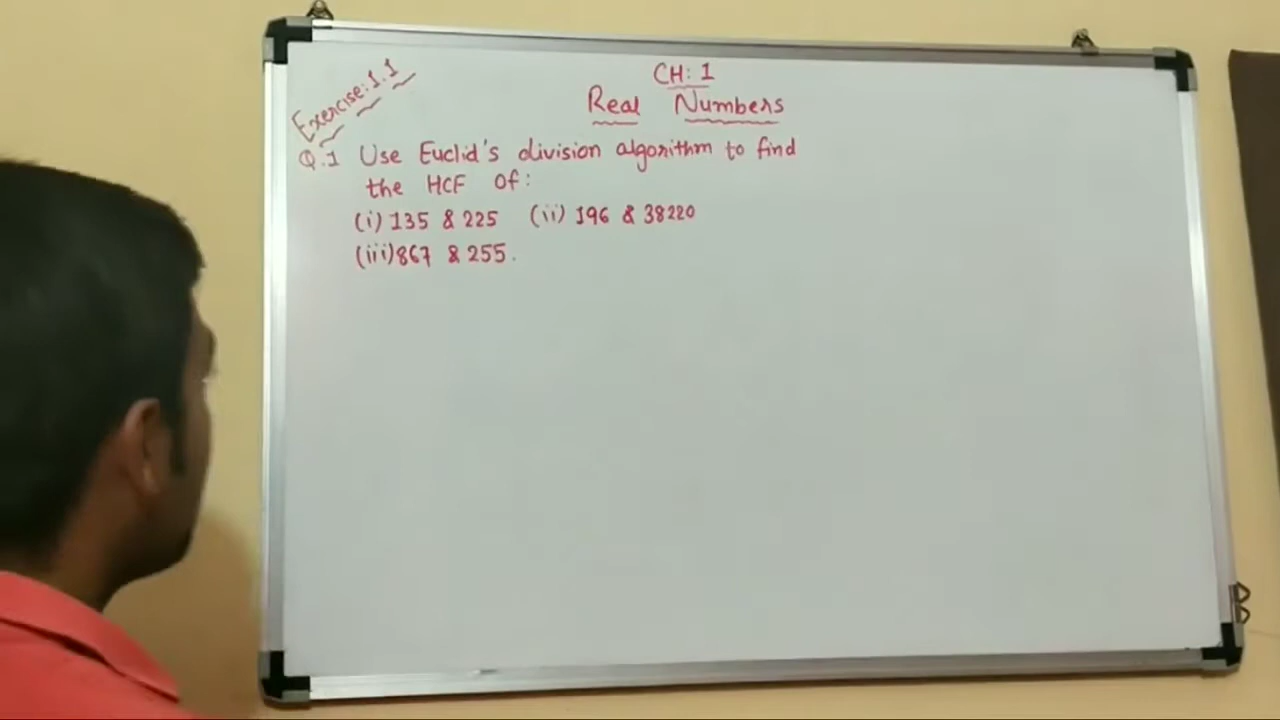 Exercise: 1.1
CH: 1
Real Numbers
Q.1 Use Euclid's division algorithm to find
the HCF of:
(i) 135 & 225 (ii) 196 & 38220
(iii) 867 & 255.